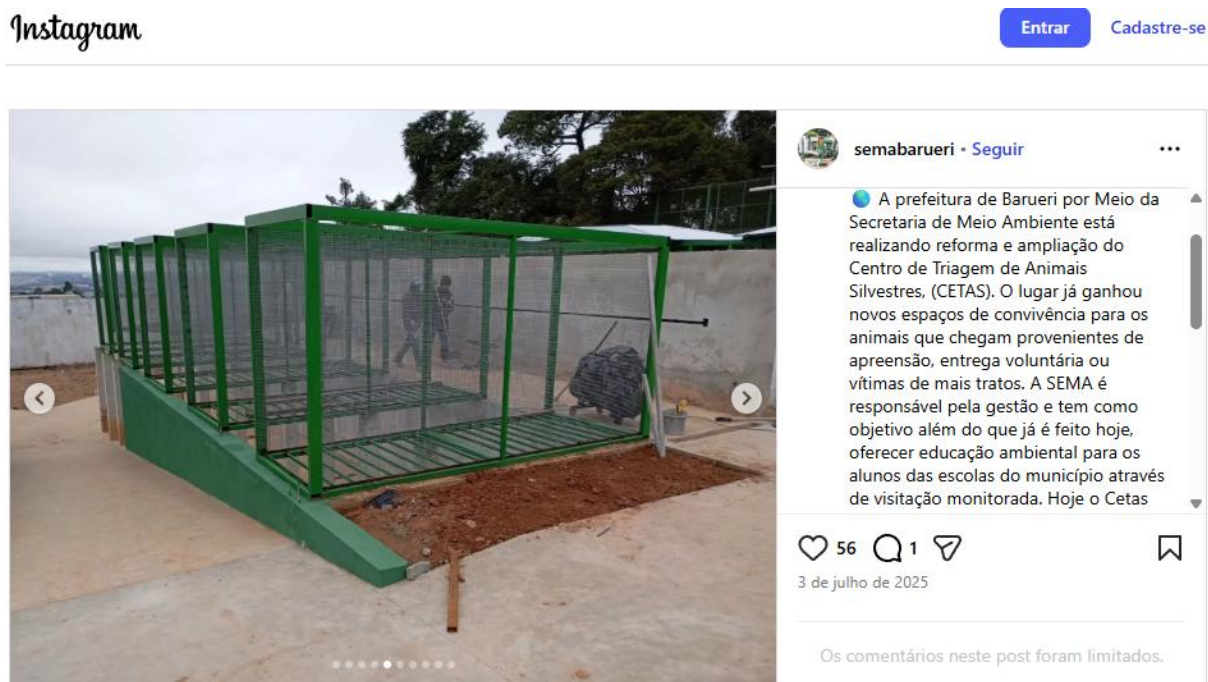 Instagram
Entrar
Cadastre-se
semabarueri • Seguir
A prefeitura de Barueri por Meio da
Secretaria de Meio Ambiente está
realizando reforma e ampliação do
Centro de Triagem de Animais
Silvestres, (CETAS). O lugar já ganhou
novos espaços de convivência para os
animais que chegam provenientes de
apreensão, entrega voluntária ou
vítimas de mais tratos. A SEMA é
responsável pela gestão e tem como
objetivo além do que já é feito hoje,
oferecer educação ambiental para os
alunos das escolas do município através
de visitação monitorada. Hoje o Cetas
56 1
3 de julho de 2025
Os comentários neste post foram limitados.